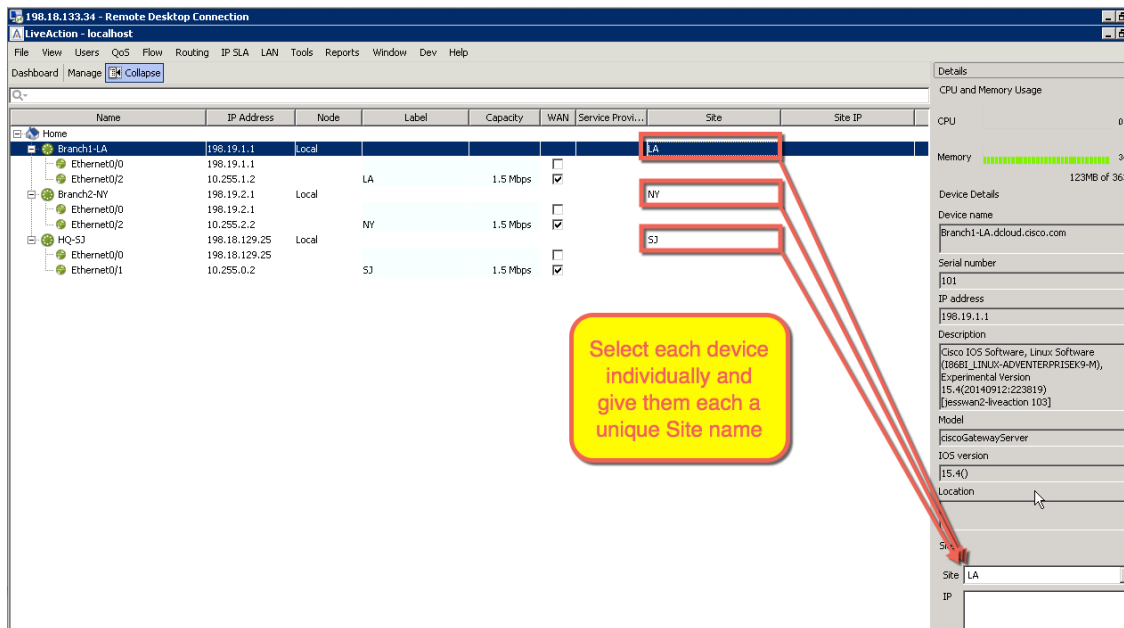 198.18.133.34 - Remote Desktop Connection
LiveAction - localhost
File View Users QoS Flow Routing IP SLA LAN Tools Reports Window Dev Help
Dashboard Manage Collapse
Details
CPU and Memory Usage
Name IP Address Node Label Capacity WAN Service Provi... Site Site IP
CPU
Home
Branch1-LA 198.19.1.1 Local LA
Ethernet0/0 198.19.1.1
Memory
Ethernet0/2 10.255.1.2 LA 1.5 Mbps
123MB of
Branch2-NY 198.19.2.1 Local NY
Device Details
Ethernet0/0 198.19.2.1
Device name
Ethernet0/2 10.255.2.2 NY 1.5 Mbps
Branch1-LA.dcloud.cisco.com
HQ-SJ 198.18.129.25 Local SJ
Ethernet0/0 198.18.129.25
Serial number
Ethernet0/1 10.255.0.2 SJ 1.5 Mbps
101
IP address
198.19.1.1
Description
Cisco IOS Software, Linux Software
(I86BI_LINUX-ADVENTERPRISEK9-M),
Experimental Version
15.4(20140912:223819)
[jesswan2-liveaction 103]
Model
ciscoGatewayServer
IOS version
15.4()
Location
Select each device
individually and
give them each a
unique Site name
Site LA
IP